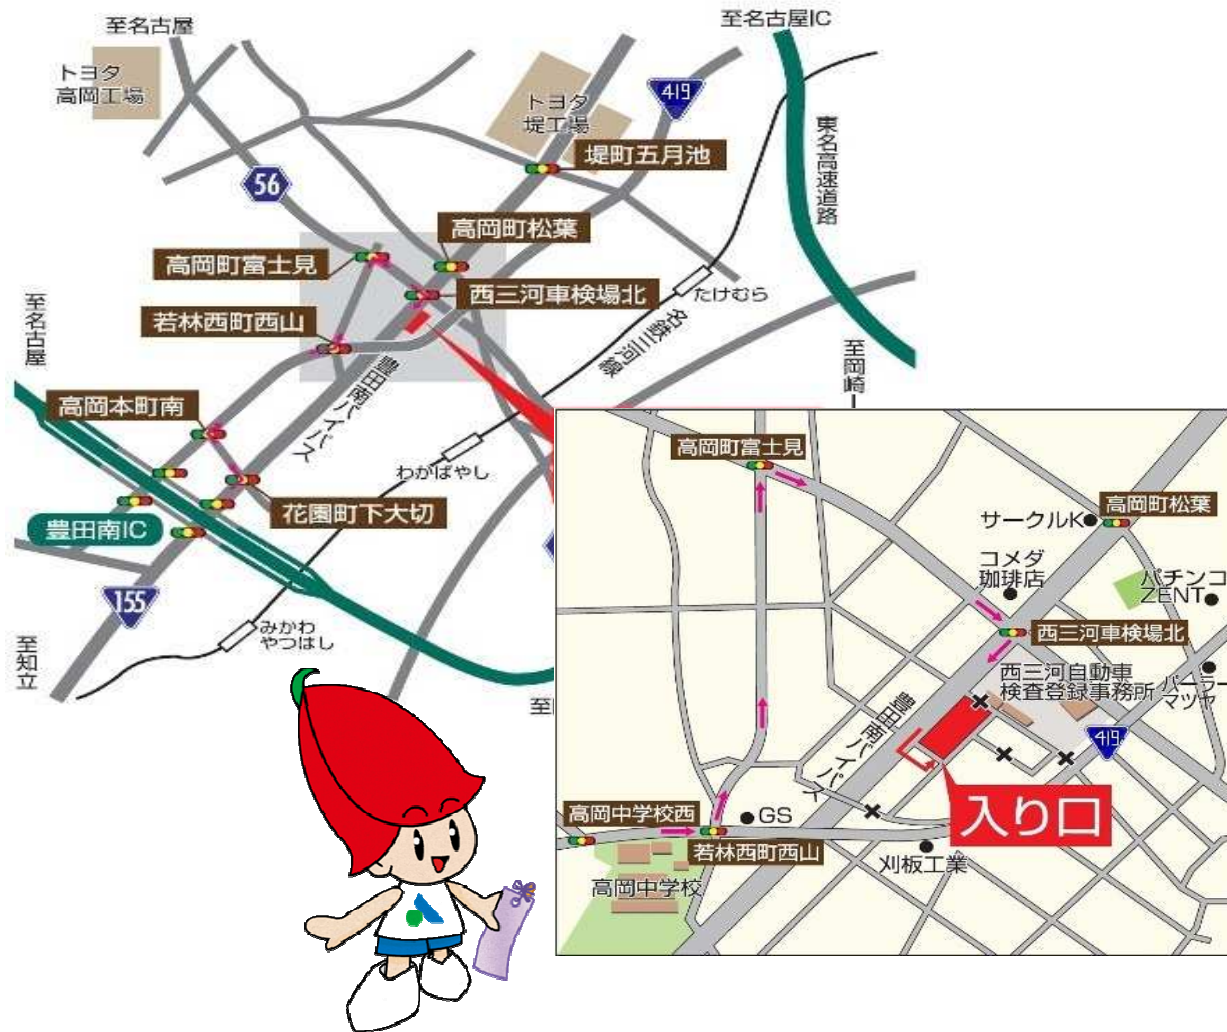 至名古屋
至名古屋IC
トヨタ
高岡工場
トヨタ
堤工場
419
堤町五月池
東名高速道路
56
高岡町松葉
高岡町富士見
西三河車検場北
たけむら
至名古屋
若林西町西山
名鉄三河線
至岡崎
豊田南バイパス
高岡本町南
わかばやし
花園町下大切
豊田南IC
155
みかわ
やつはし
至知立
至
高岡町富士見
サークルK
高岡町松葉
コメダ
珈琲店
パチンコ
ZENT
西三河車検場北
西三河自動車
検査登録事務所
パーラー
マツヤ
豊田南バイパス
419
入り口
高岡中学校西
GS
若林西町西山
刈板工業
高岡中学校